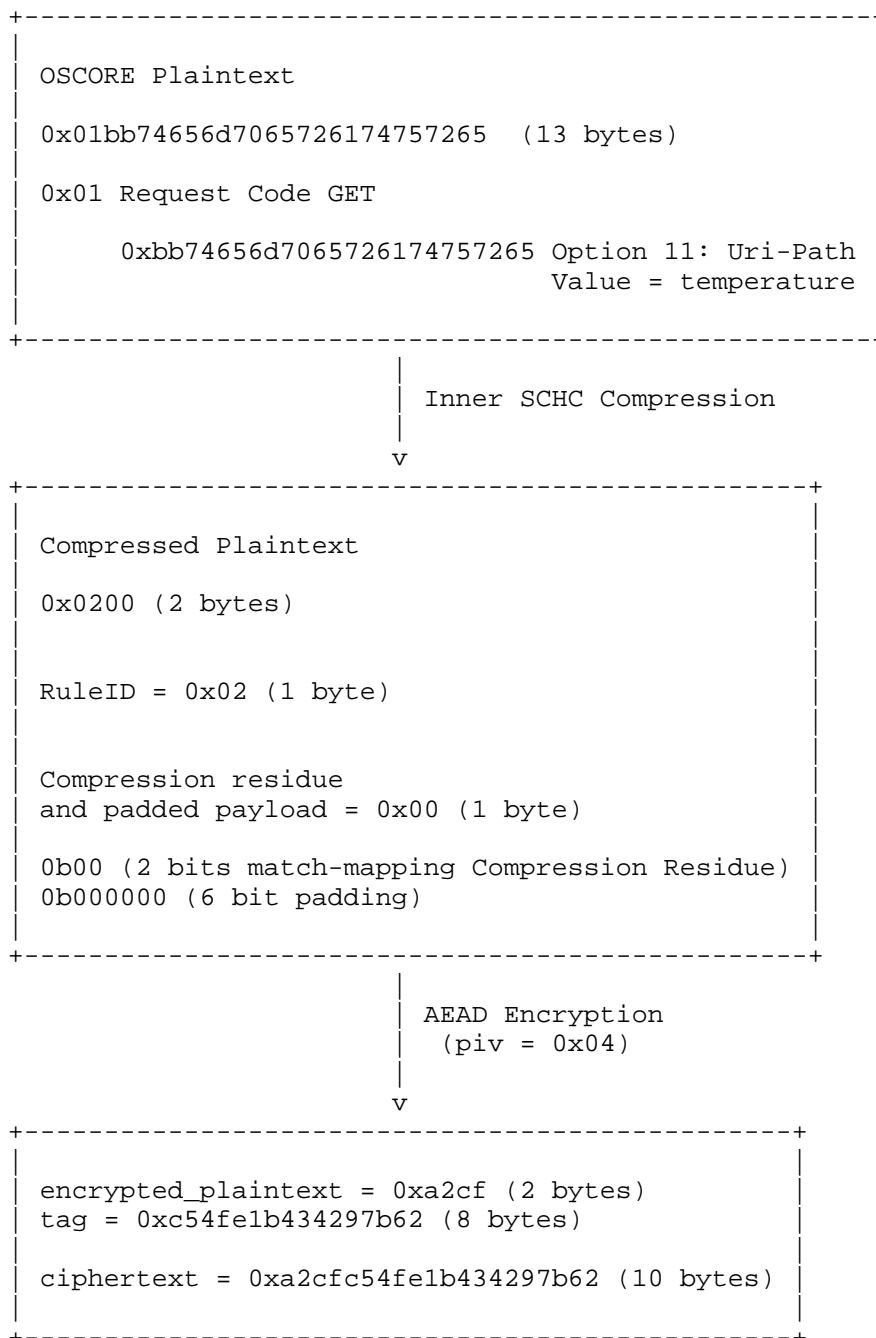 OSCORE Plaintext
0x01bb74656d7065726174757265 (13 bytes)
0x01 Request Code GET
0xbb74656d7065726174757265 Option 11: Uri-Path
Value = temperature
Inner SCHC Compression
v
Compressed Plaintext
0x0200 (2 bytes)
RuleID = 0x02 (1 byte)
Compression residue
and padded payload = 0x00 (1 byte)
0b00 (2 bits match-mapping Compression Residue)
0b000000 (6 bit padding)
AEAD Encryption
(piv = 0x04)
v
encrypted_plaintext = 0xa2cf (2 bytes)
tag = 0xc54fe1b434297b62 (8 bytes)
ciphertext = 0xa2cfc54fe1b434297b62 (10 bytes)